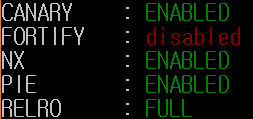 CANARY : ENABLED
FORTIFY : disabled
NX : ENABLED
PIE : ENABLED
RELRO : FULL